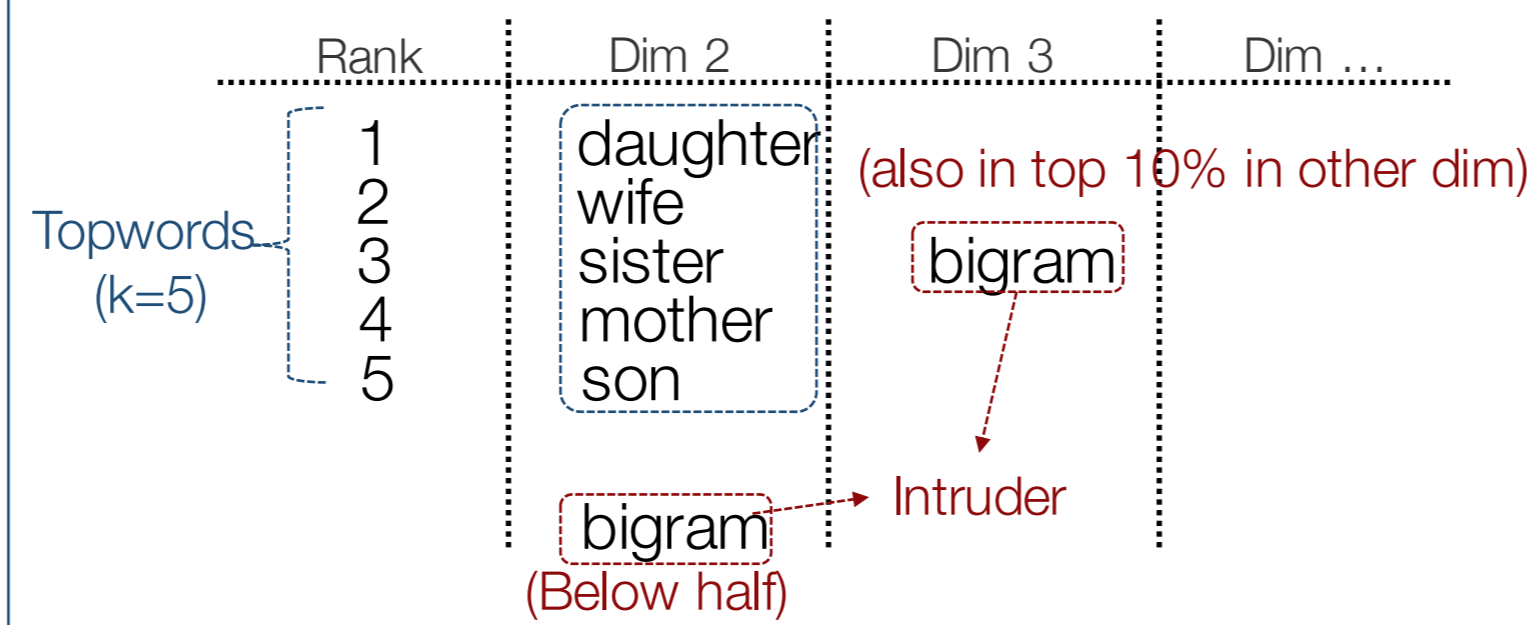 Rank Dim 2 Dim 3 Dim ...
1 daughter
(also in top 10% in other dim)
2 wife
Topwords
3 sister bigram
(k=5)
4 mother
5 son
Intruder
bigram
(Below half)